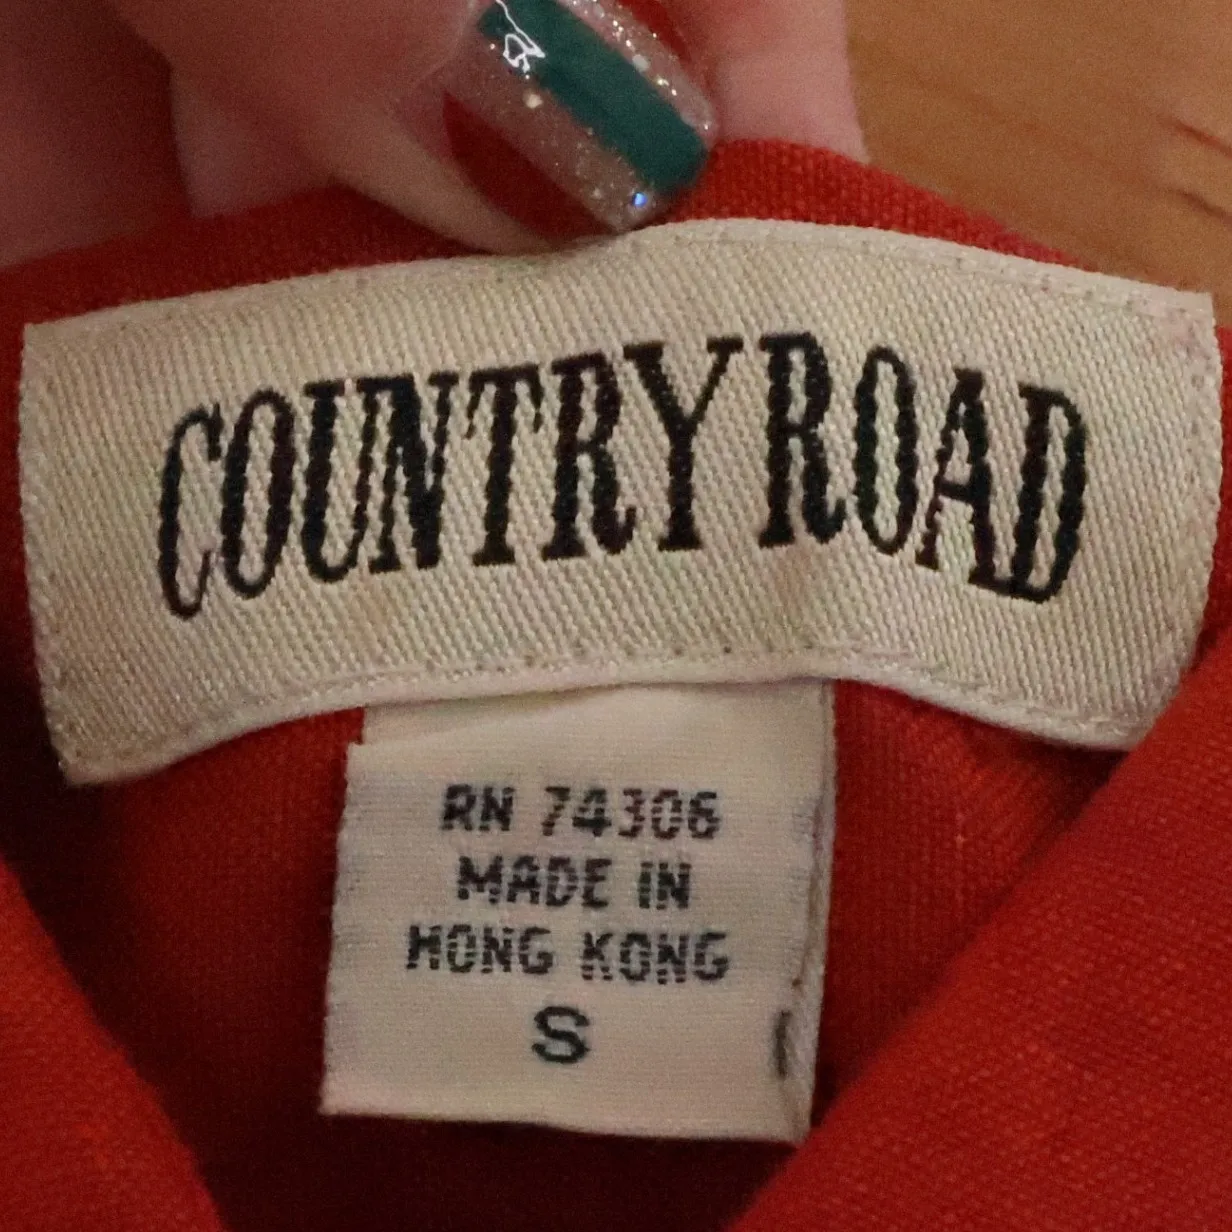 COUNTRY ROAD
RN 74306
MADE IN
HONG KONG
S